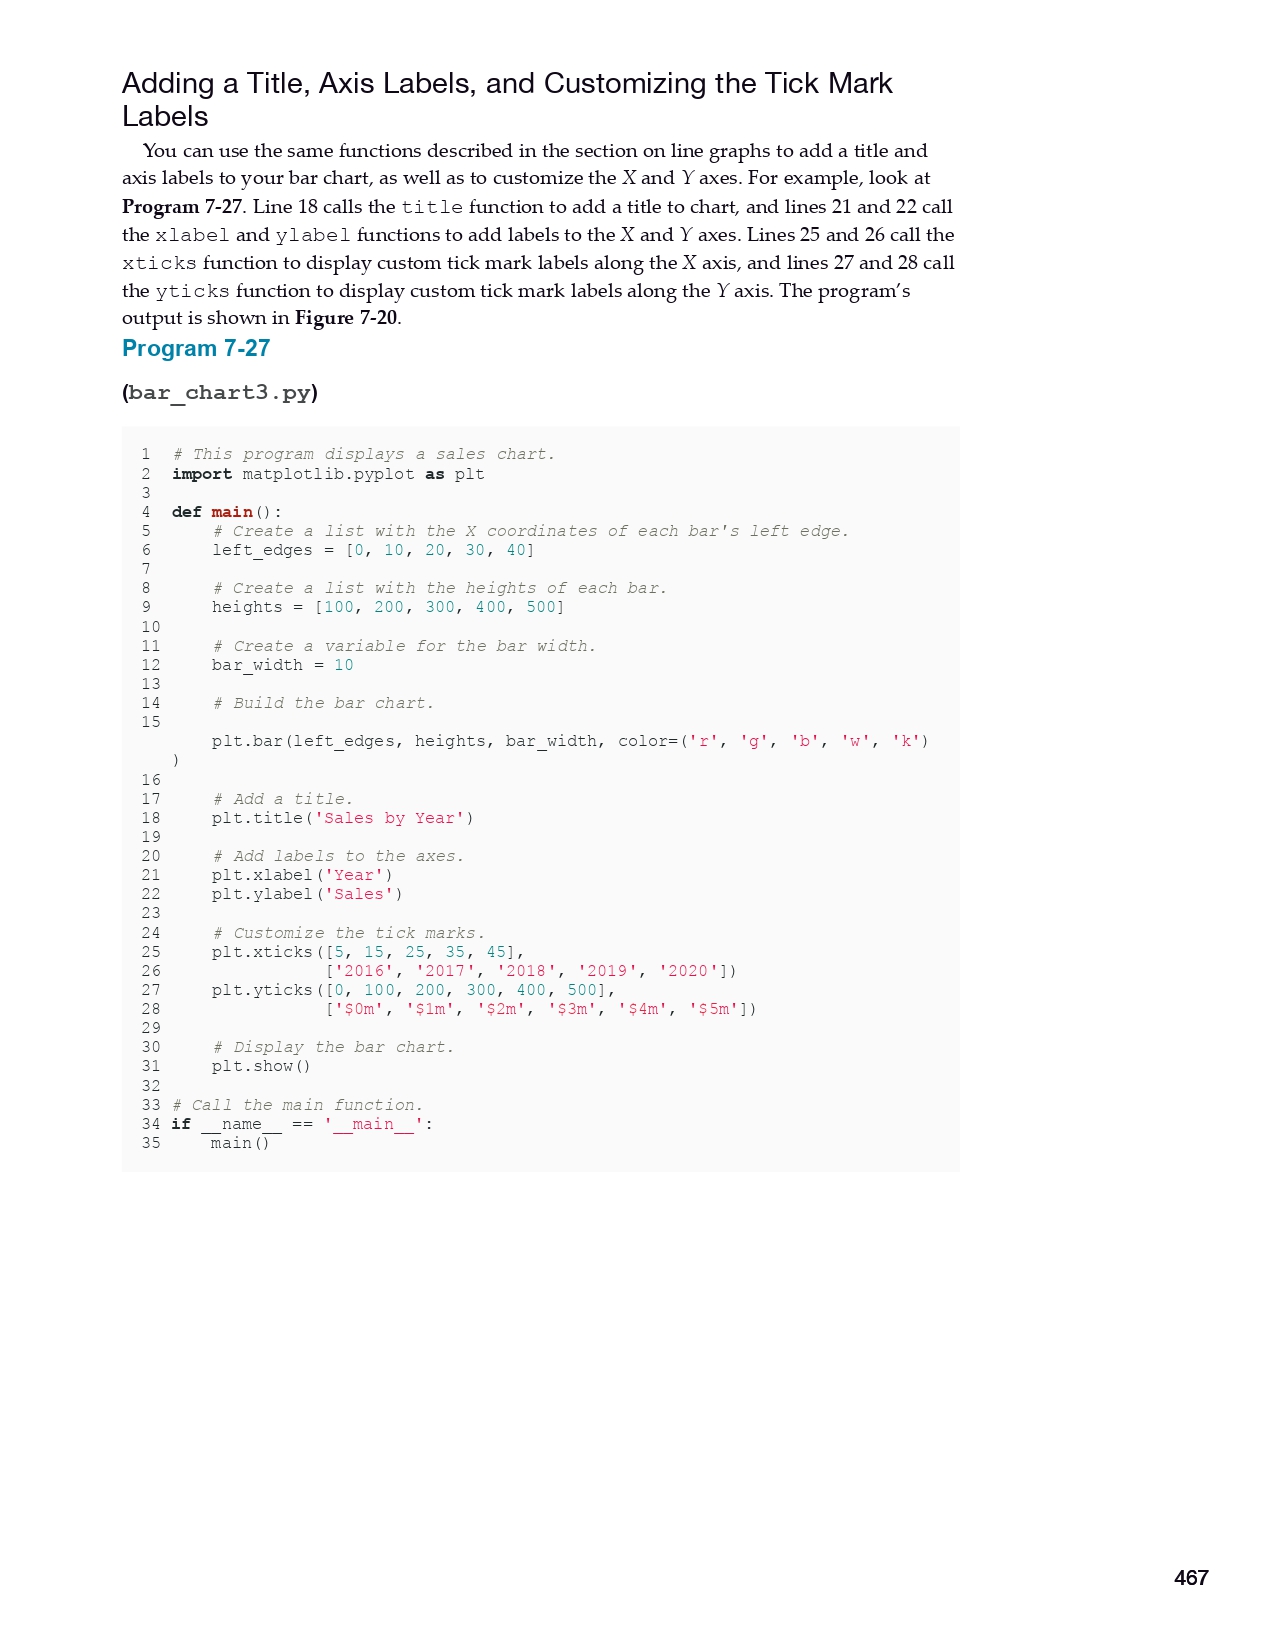 Adding a Title, Axis Labels, and Customizing the Tick Mark
Labels
You can use the same functions described in the section on line graphs to add a title and
axis labels to your bar chart, as well as to customize the X and Y axes. For example, look at
Program 7-27. Line 18 calls the title function to add a title to chart, and lines 21 and 22 call
the xlabel and ylabel functions to add labels to the X and Y axes. Lines 25 and 26 call the
xticks function to display custom tick mark labels along the X axis, and lines 27 and 28 call
the yticks function to display custom tick mark labels along the Y axis. The program’s
output is shown in Figure 7-20.
Program 7-27
(bar_chart3.py)
1 # This program displays a sales chart.
2 import matplotlib.pyplot as plt
3
4 def main():
5     # Create a list with the X coordinates of each bar's left edge.
6     left_edges = [0, 10, 20, 30, 40]
7
8     # Create a list with the heights of each bar.
9     heights = [100, 200, 300, 400, 500]
10
11     # Create a variable for the bar width.
12     bar_width = 10
13
14     # Build the bar chart.
15
plt.bar(left_edges, heights, bar_width, color=('r', 'g', 'b', 'w', 'k')
)
16
17     # Add a title.
18     plt.title('Sales by Year')
19
20     # Add labels to the axes.
21     plt.xlabel('Year')
22     plt.ylabel('Sales')
23
24     # Customize the tick marks.
25     plt.xticks([5, 15, 25, 35, 45],
26                ['2016', '2017', '2018', '2019', '2020'])
27     plt.yticks([0, 100, 200, 300, 400, 500],
28                ['$0m', '$1m', '$2m', '$3m', '$4m', '$5m'])
29
30     # Display the bar chart.
31     plt.show()
32
33 # Call the main function.
34 if __name__ == '__main__':
35     main()
467